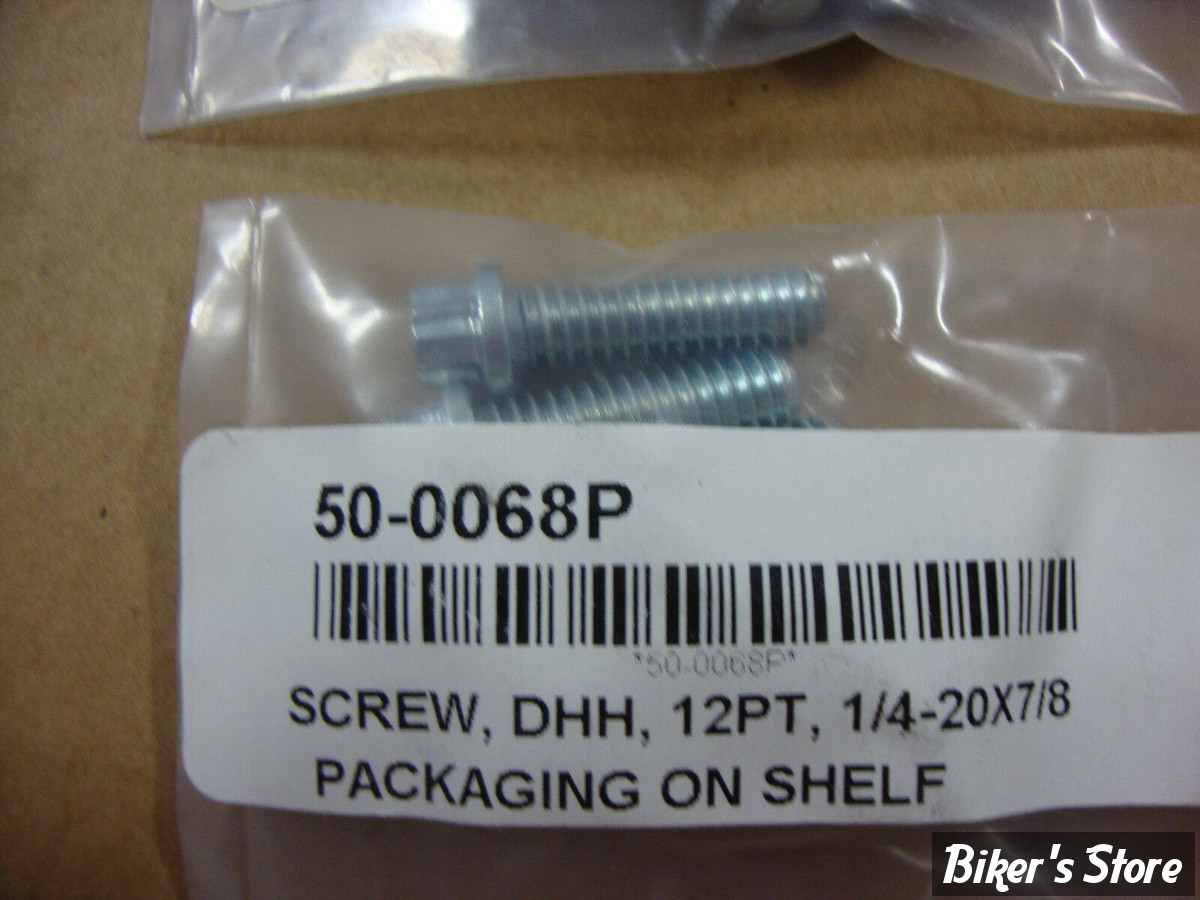 50-0068P
*50-0068P*
SCREW, DHH, 12PT, 1/4-20X7/8
PACKAGING ON SHELF
Biker's Store